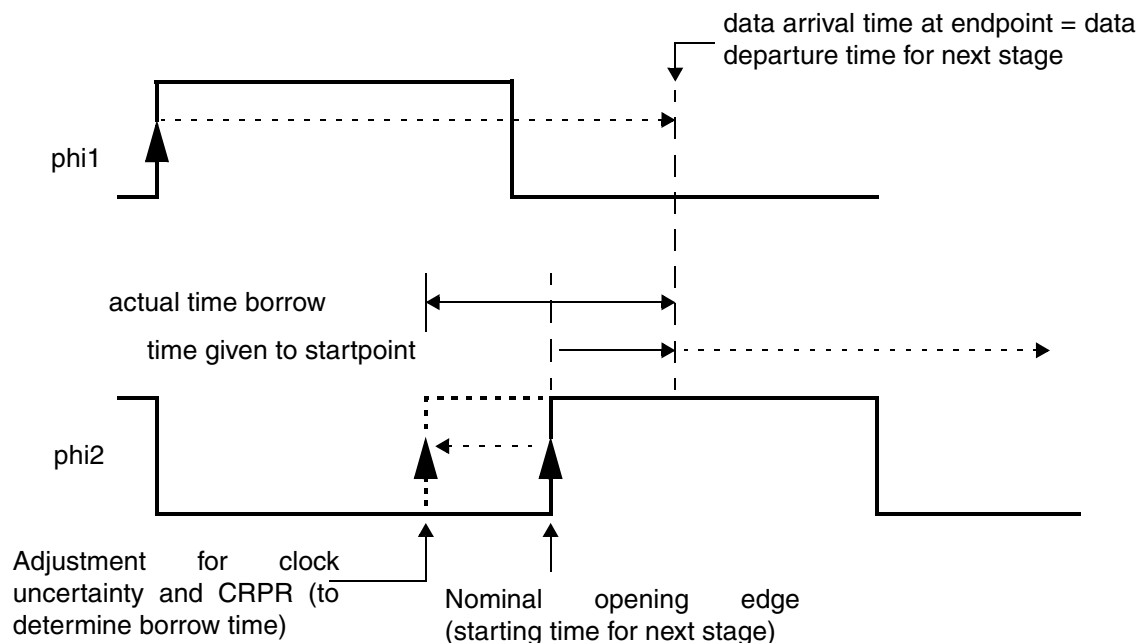 data arrival time at endpoint = data
departure time for next stage
phi1
actual time borrow
time given to startpoint
phi2
Adjustment for clock
uncertainty and CRPR (to
determine borrow time)
Nominal opening edge
(starting time for next stage)